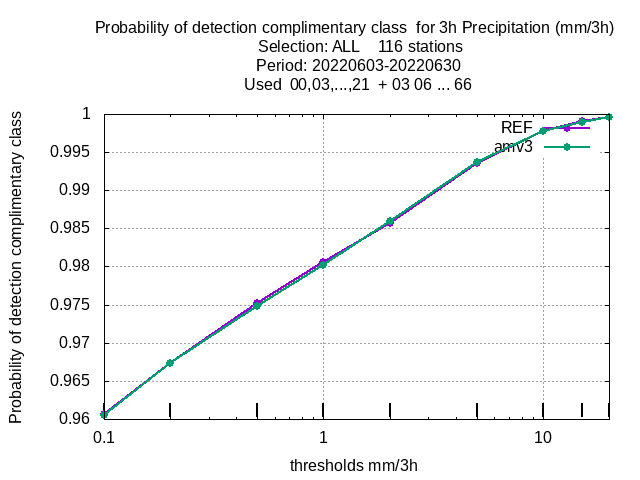 Probability of detection complimentary class  for 3h Precipitation (mm/3h)
Selection: ALL    116 stations
Period: 20220603-20220630
Used  00,03,...,21  + 03 06 ... 66
Probability of detection complimentary class
1
0.995
0.99
0.985
0.98
0.975
0.97
0.965
0.96
REF
amv3
0.1
1
10
thresholds mm/3h